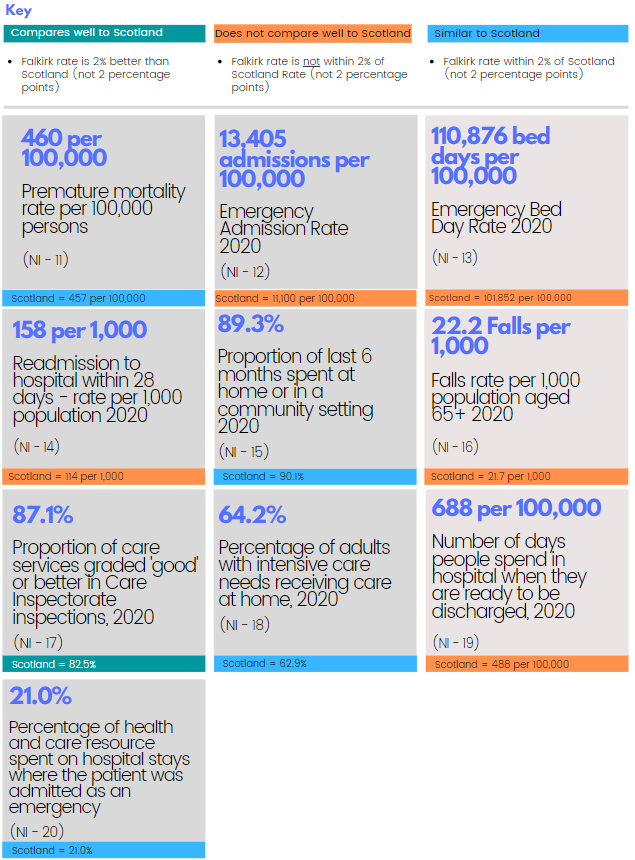 Key
Compares well to Scotland
• Falkirk rate is 2% better than
Scotland (not 2 percentage
points)
Does not compare well to Scotland
• Falkirk rate is not within 2% of
Scotland Rate (not 2 percentage
points)
Similar to Scotland
• Falkirk rate within 2% of Scotland
(not 2 percentage points)
460 per
100,000
Premature mortality
rate per 100,000
persons
(NI - 11)
Scotland = 457 per 100,000
13,405
admissions per
100,000
Emergency
Admission Rate
2020
(NI - 12)
Scotland = 11,100 per 100,000
110,876 bed
days per
100,000
Emergency Bed
Day Rate 2020
(NI - 13)
Scotland = 101,852 per 100,000
158 per 1,000
Readmission to
hospital within 28
days - rate per 1,000
population 2020
(NI - 14)
Scotland = 114 per 1,000
89.3%
Proportion of last 6
months spent at
home or in a
community setting
2020
(NI - 15)
Scotland = 90.1%
22.2 Falls per
1,000
Falls rate per 1,000
population aged
65+ 2020
(NI - 16)
Scotland = 21.7 per 1,000
87.1%
Proportion of care
services graded 'good'
or better in Care
Inspectorate
inspections, 2020
(NI - 17)
Scotland = 82.5%
64.2%
Percentage of adults
with intensive care
needs receiving care
at home, 2020
(NI - 18)
Scotland = 62.9%
688 per 100,000
Number of days
people spend in
hospital when they
are ready to be
discharged, 2020
(NI - 19)
Scotland = 488 per 100,000
21.0%
Percentage of health
and care resource
spent on hospital stays
where the patient was
admitted as an
emergency
(NI - 20)
Scotland = 21.0%